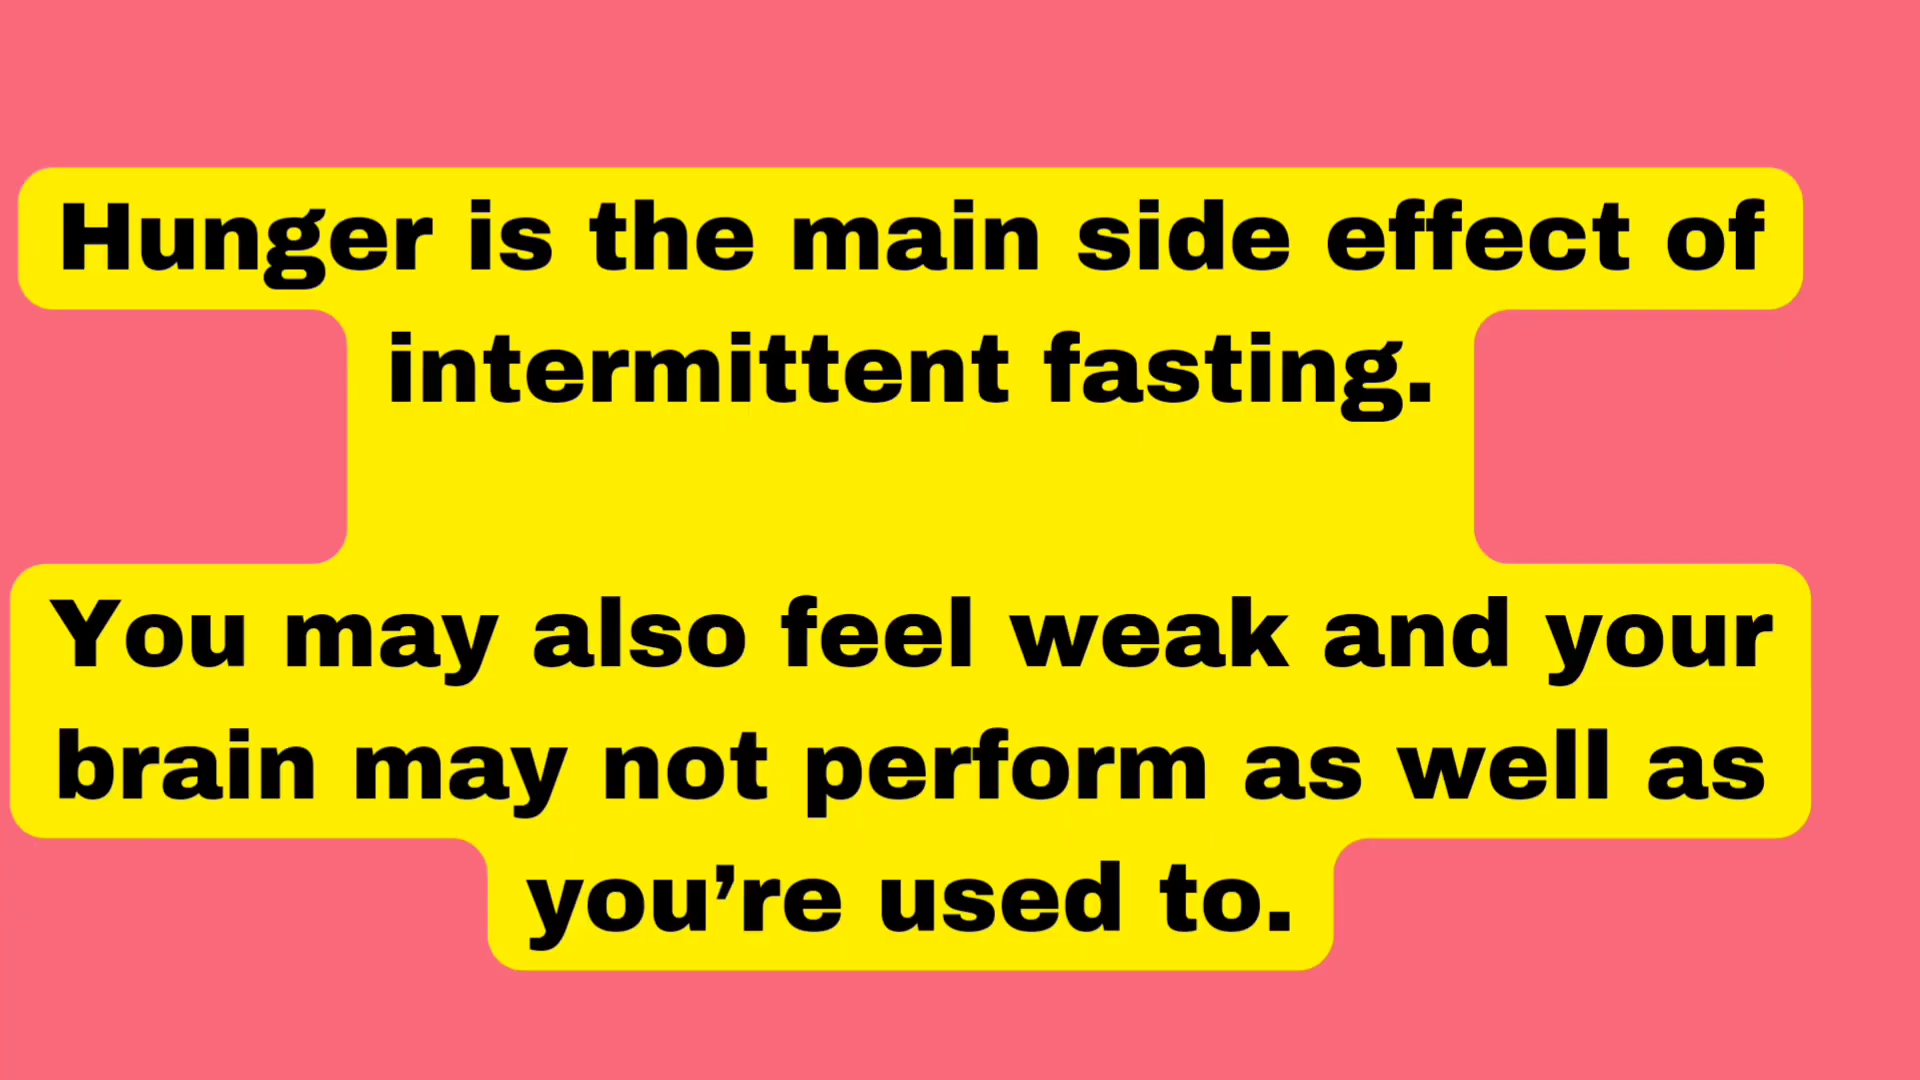 Hunger is the main side effect of
intermittent fasting.
You may also feel weak and your
brain may not perform as well as
you’re used to.